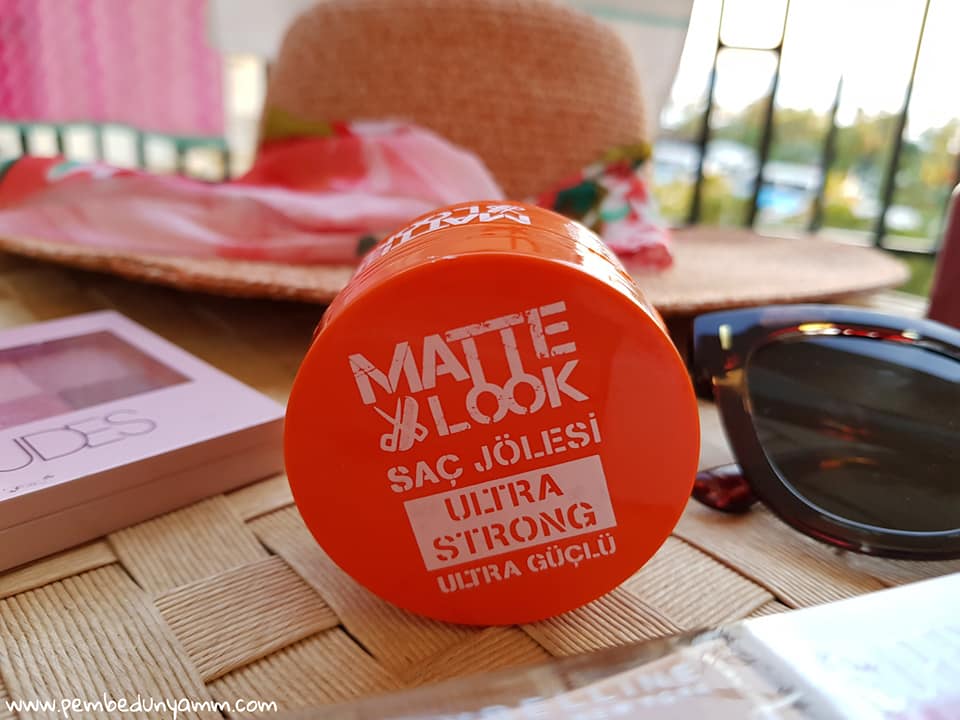 MATTE
LOOK
SAÇ JÖLESİ
ULTRA
STRONG
ULTRA GÜÇLÜ
UDES
www.pembedunyamm.com